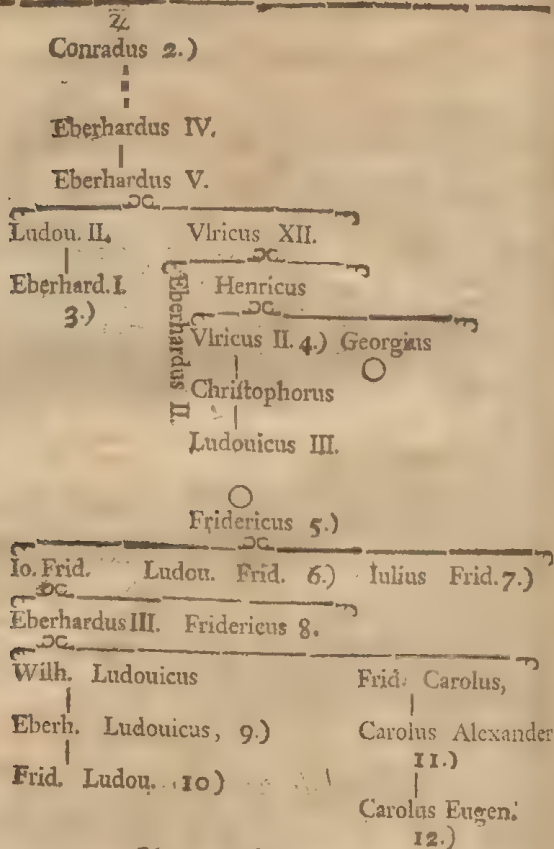 Conradus 2.)
Eberhardus IV.
Eberhardus V.
Ludou. II. Vlricus XII.
Eberhard. I. Henricus
3.)
Eberhardus II.
Vlricus II. 4.) Georgius
Chriſtophorus
Ludouicus III.
Fridericus 5.)
Io. Frid. Ludou. Frid. 6.) Iulius Frid. 7.)
Eberhardus III. Fridericus 8.
Wilh. Ludouicus Frid. Carolus,
Eberh. Ludouicus, 9.) Carolus Alexander
11.)
Frid. Ludou. 10)
Carolus Eugen.
12.)